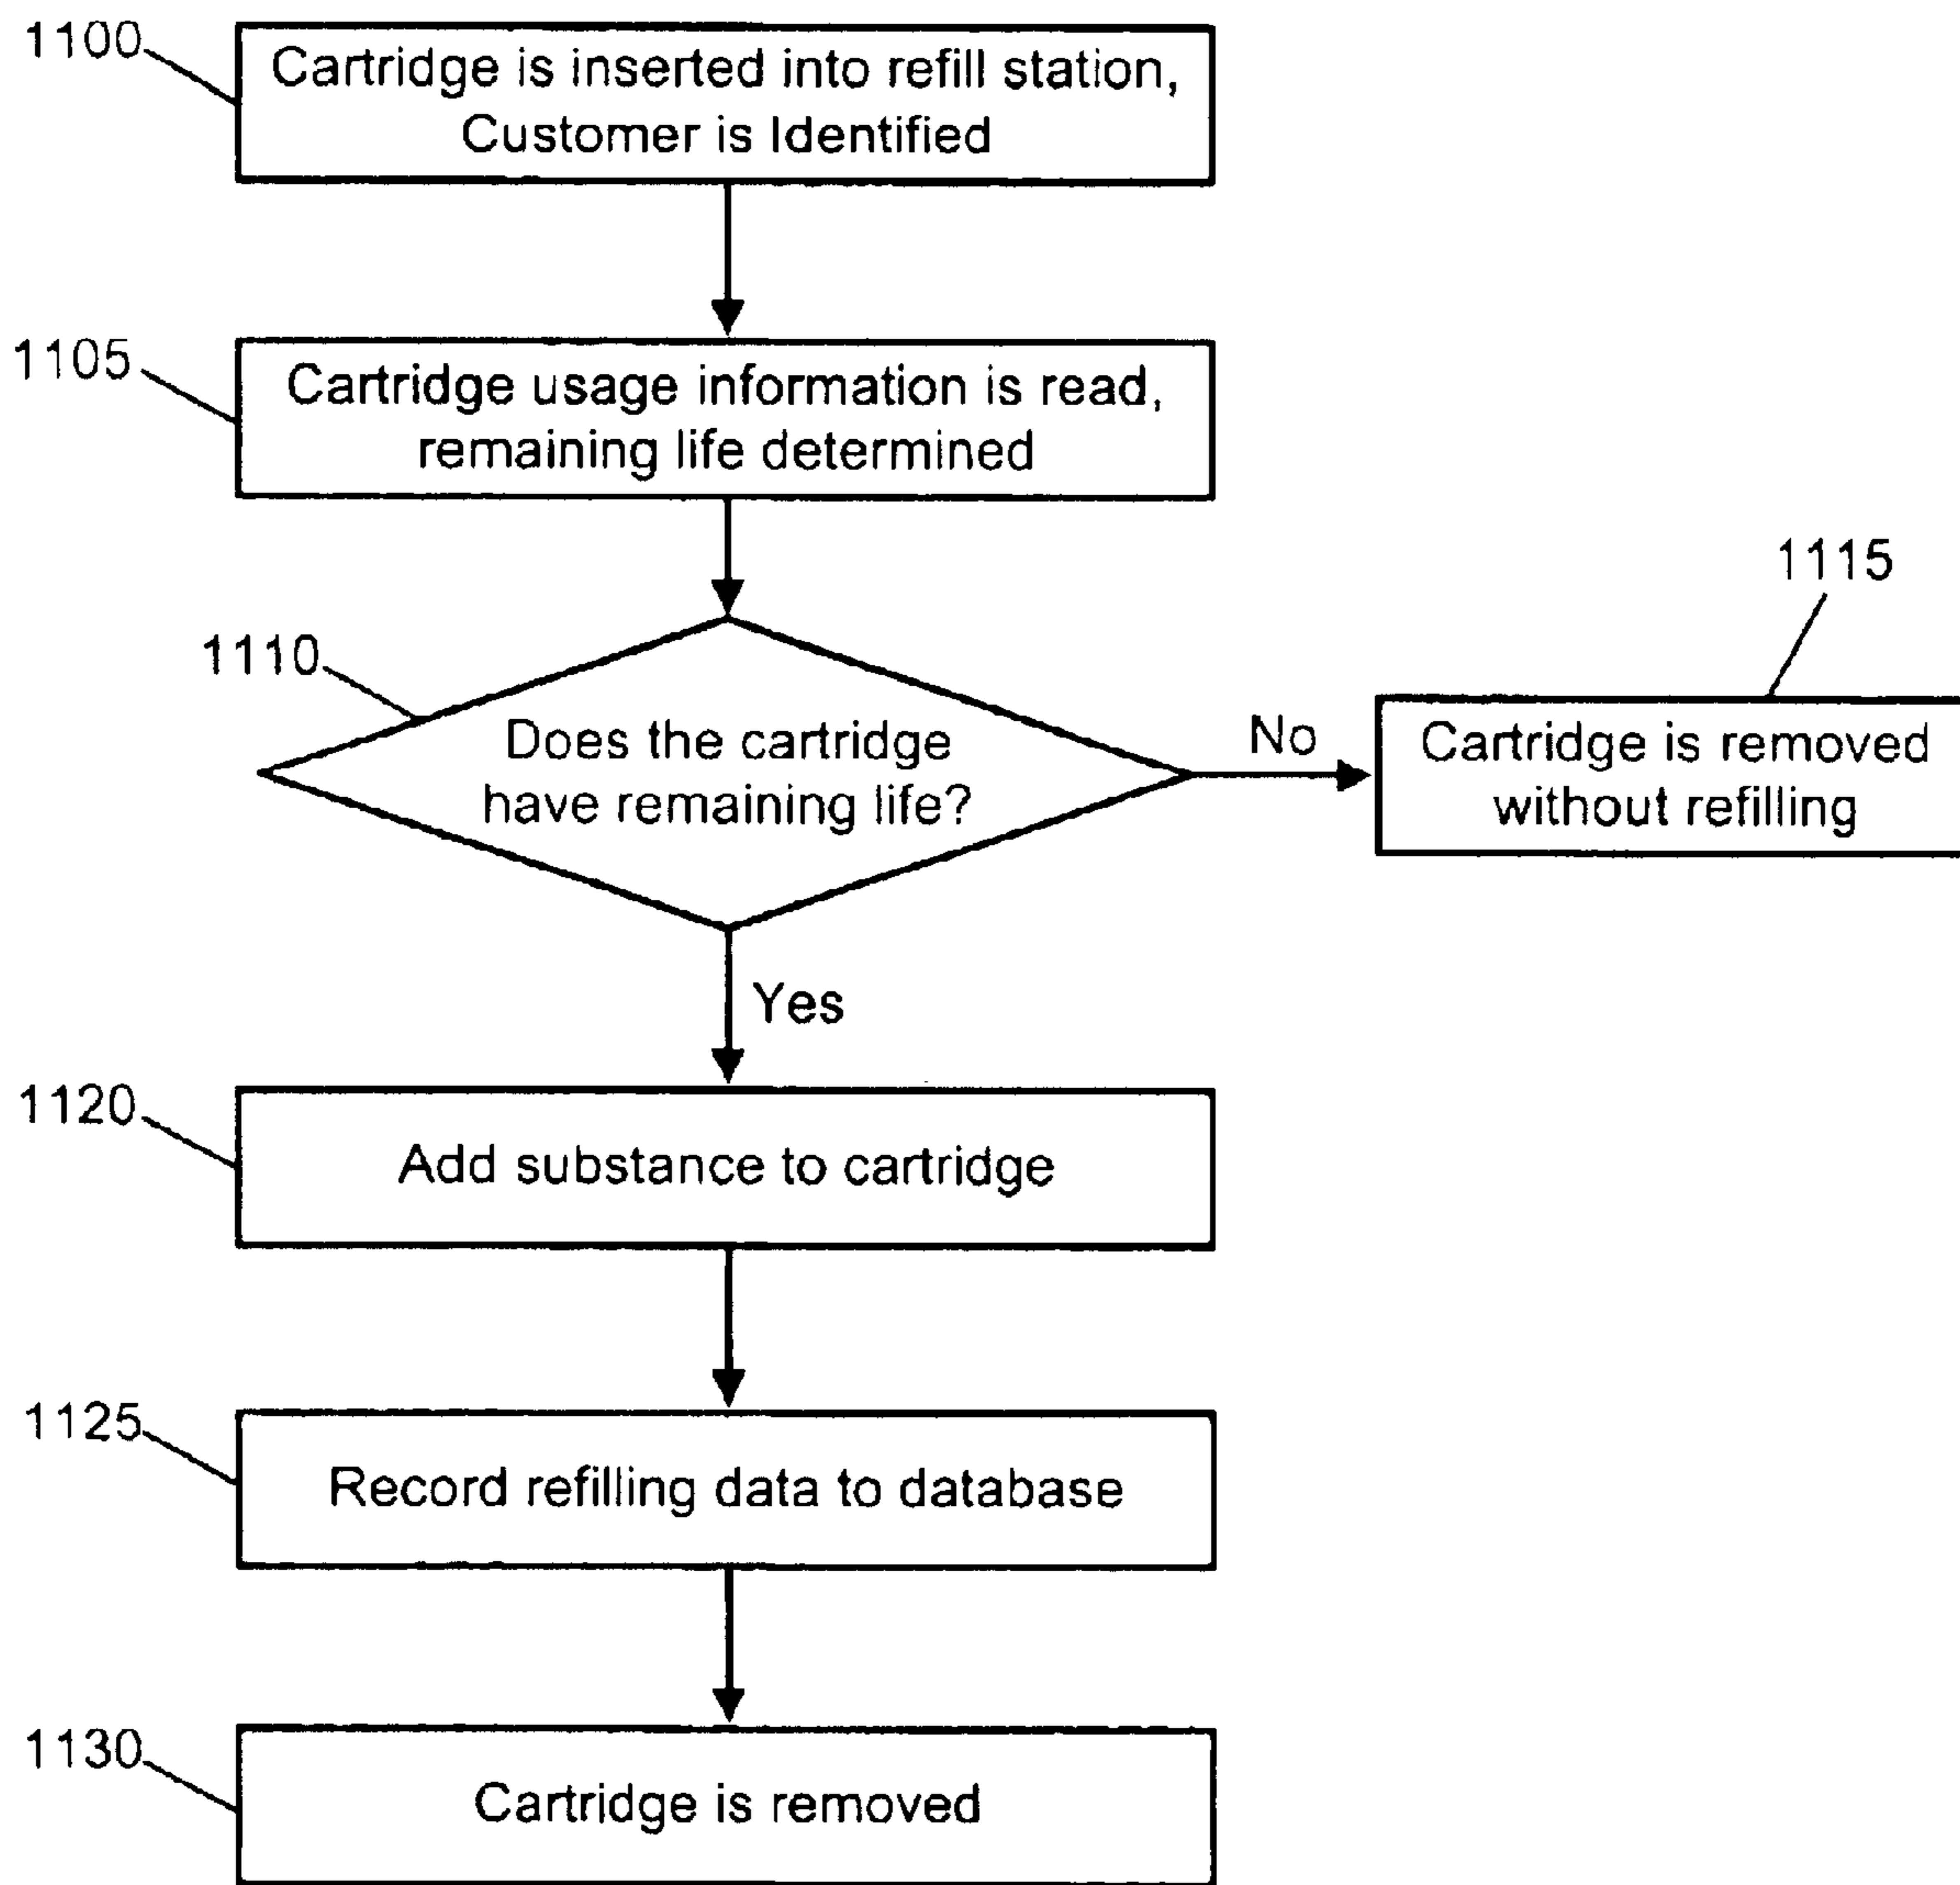 1100
Cartridge is inserted into refill station,
Customer is Identified
1105
Cartridge usage information is read,
remaining life determined
1110
Does the cartridge
have remaining life?
No
1115
Cartridge is removed
without refilling
Yes
1120
Add substance to cartridge
1125
Record refilling data to database
1130
Cartridge is removed